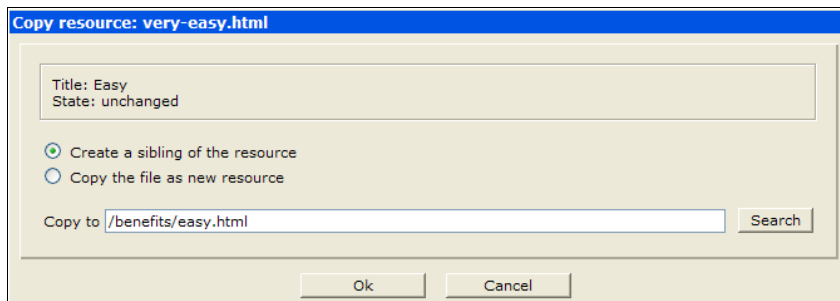 Copy resource: very-easy.html
Title: Easy
State: unchanged
Create a sibling of the resource
Copy the file as new resource
Copy to /benefits/easy.html Search
Ok Cancel